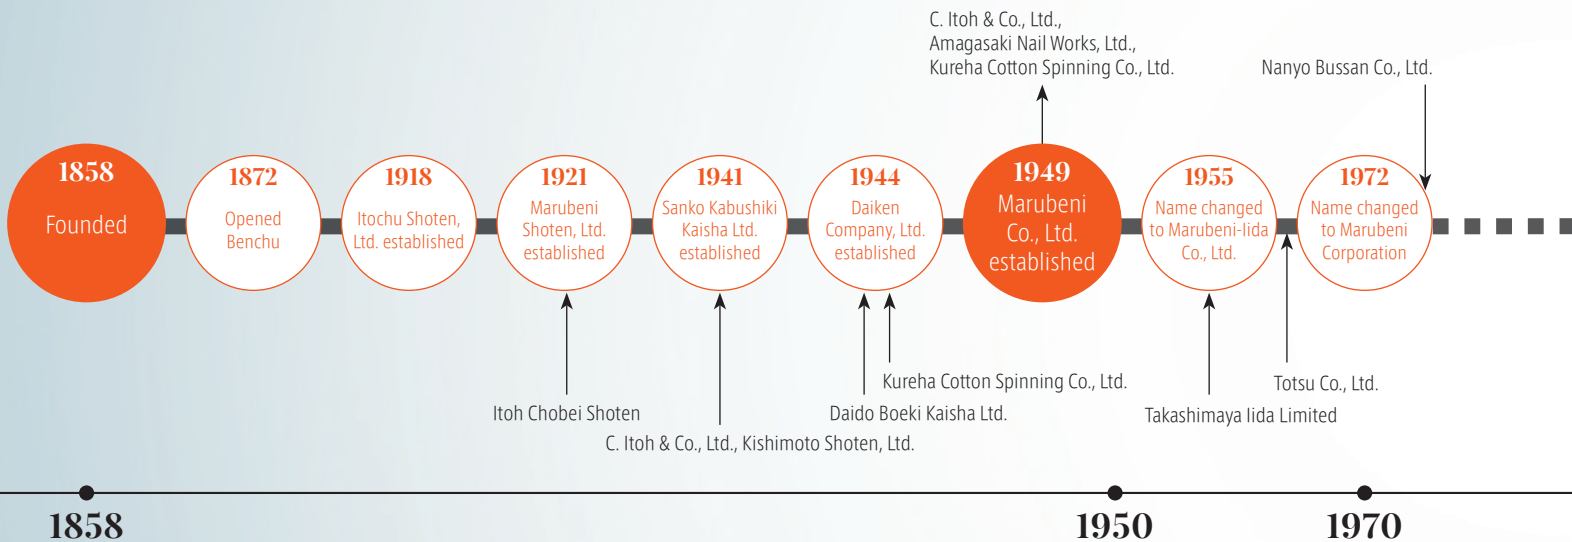 C. Itoh & Co., Ltd.,
Amagasaki Nail Works, Ltd.,
Kureha Cotton Spinning Co., Ltd.
Nanyo Bussan Co., Ltd.
1858
Founded
1872
Opened
Benchu
1918
Itochu Shoten,
Ltd. established
1921
Marubeni
Shoten, Ltd.
established
1941
Sanko Kabushiki
Kaisha Ltd.
established
1944
Daiken
Company, Ltd.
established
1949
Marubeni
Co., Ltd.
established
1955
Name changed
to Marubeni-Iida
Co., Ltd.
1972
Name changed
to Marubeni
Corporation
Itoh Chobei Shoten
C. Itoh & Co., Ltd., Kishimoto Shoten, Ltd.
Daido Boeki Kaisha Ltd.
Kureha Cotton Spinning Co., Ltd.
Takashimaya Iida Limited
Totsu Co., Ltd.
1858
1950
1970